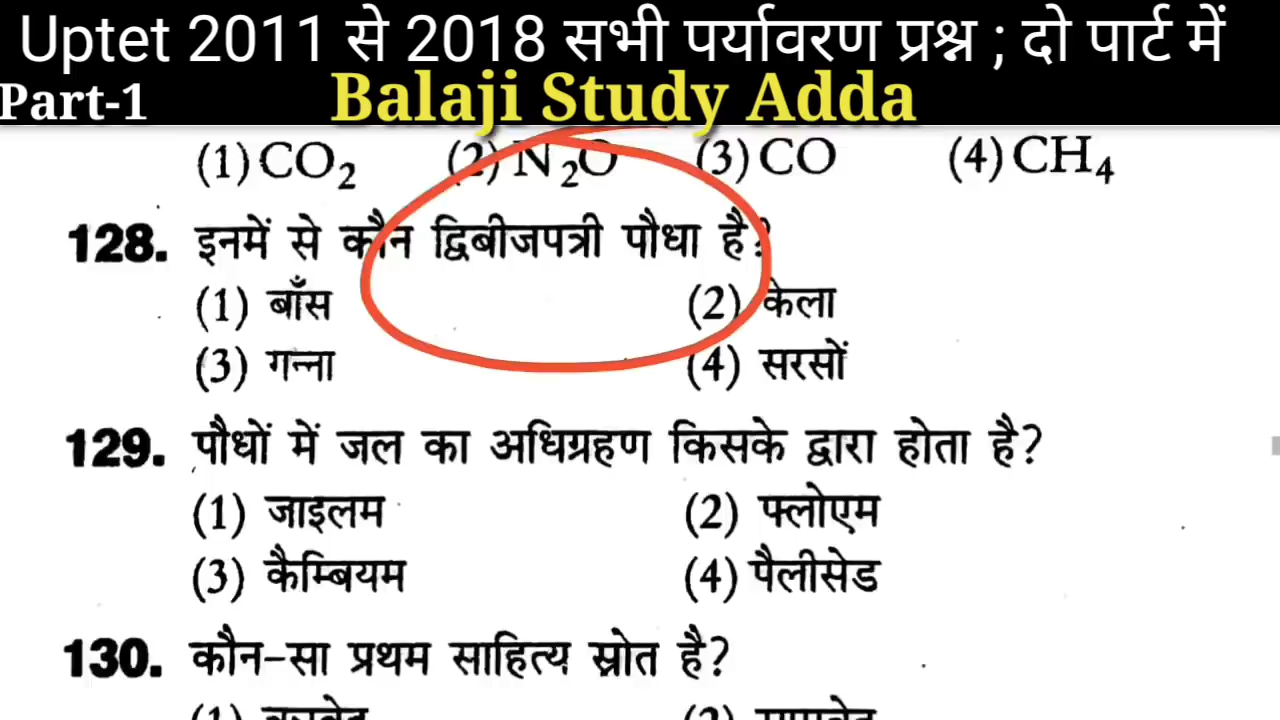 Uptet 2011 से 2018 सभी पर्यावरण प्रश्न ; दो पार्ट में
Part-1 Balaji Study Adda
(1) CO₂ (2) N₂O (3) CO (4) CH₄
128. इनमें से कौन द्विबीजपत्री पौधा है?
(1) बाँस (2) केला
(3) गन्ना (4) सरसों
129. पौधों में जल का अधिग्रहण किसके द्वारा होता है?
(1) जाइलम (2) फ्लोएम
(3) कैम्बियम (4) पैलीसेड
130. कौन-सा प्रथम साहित्य स्रोत है?
(1) (2)